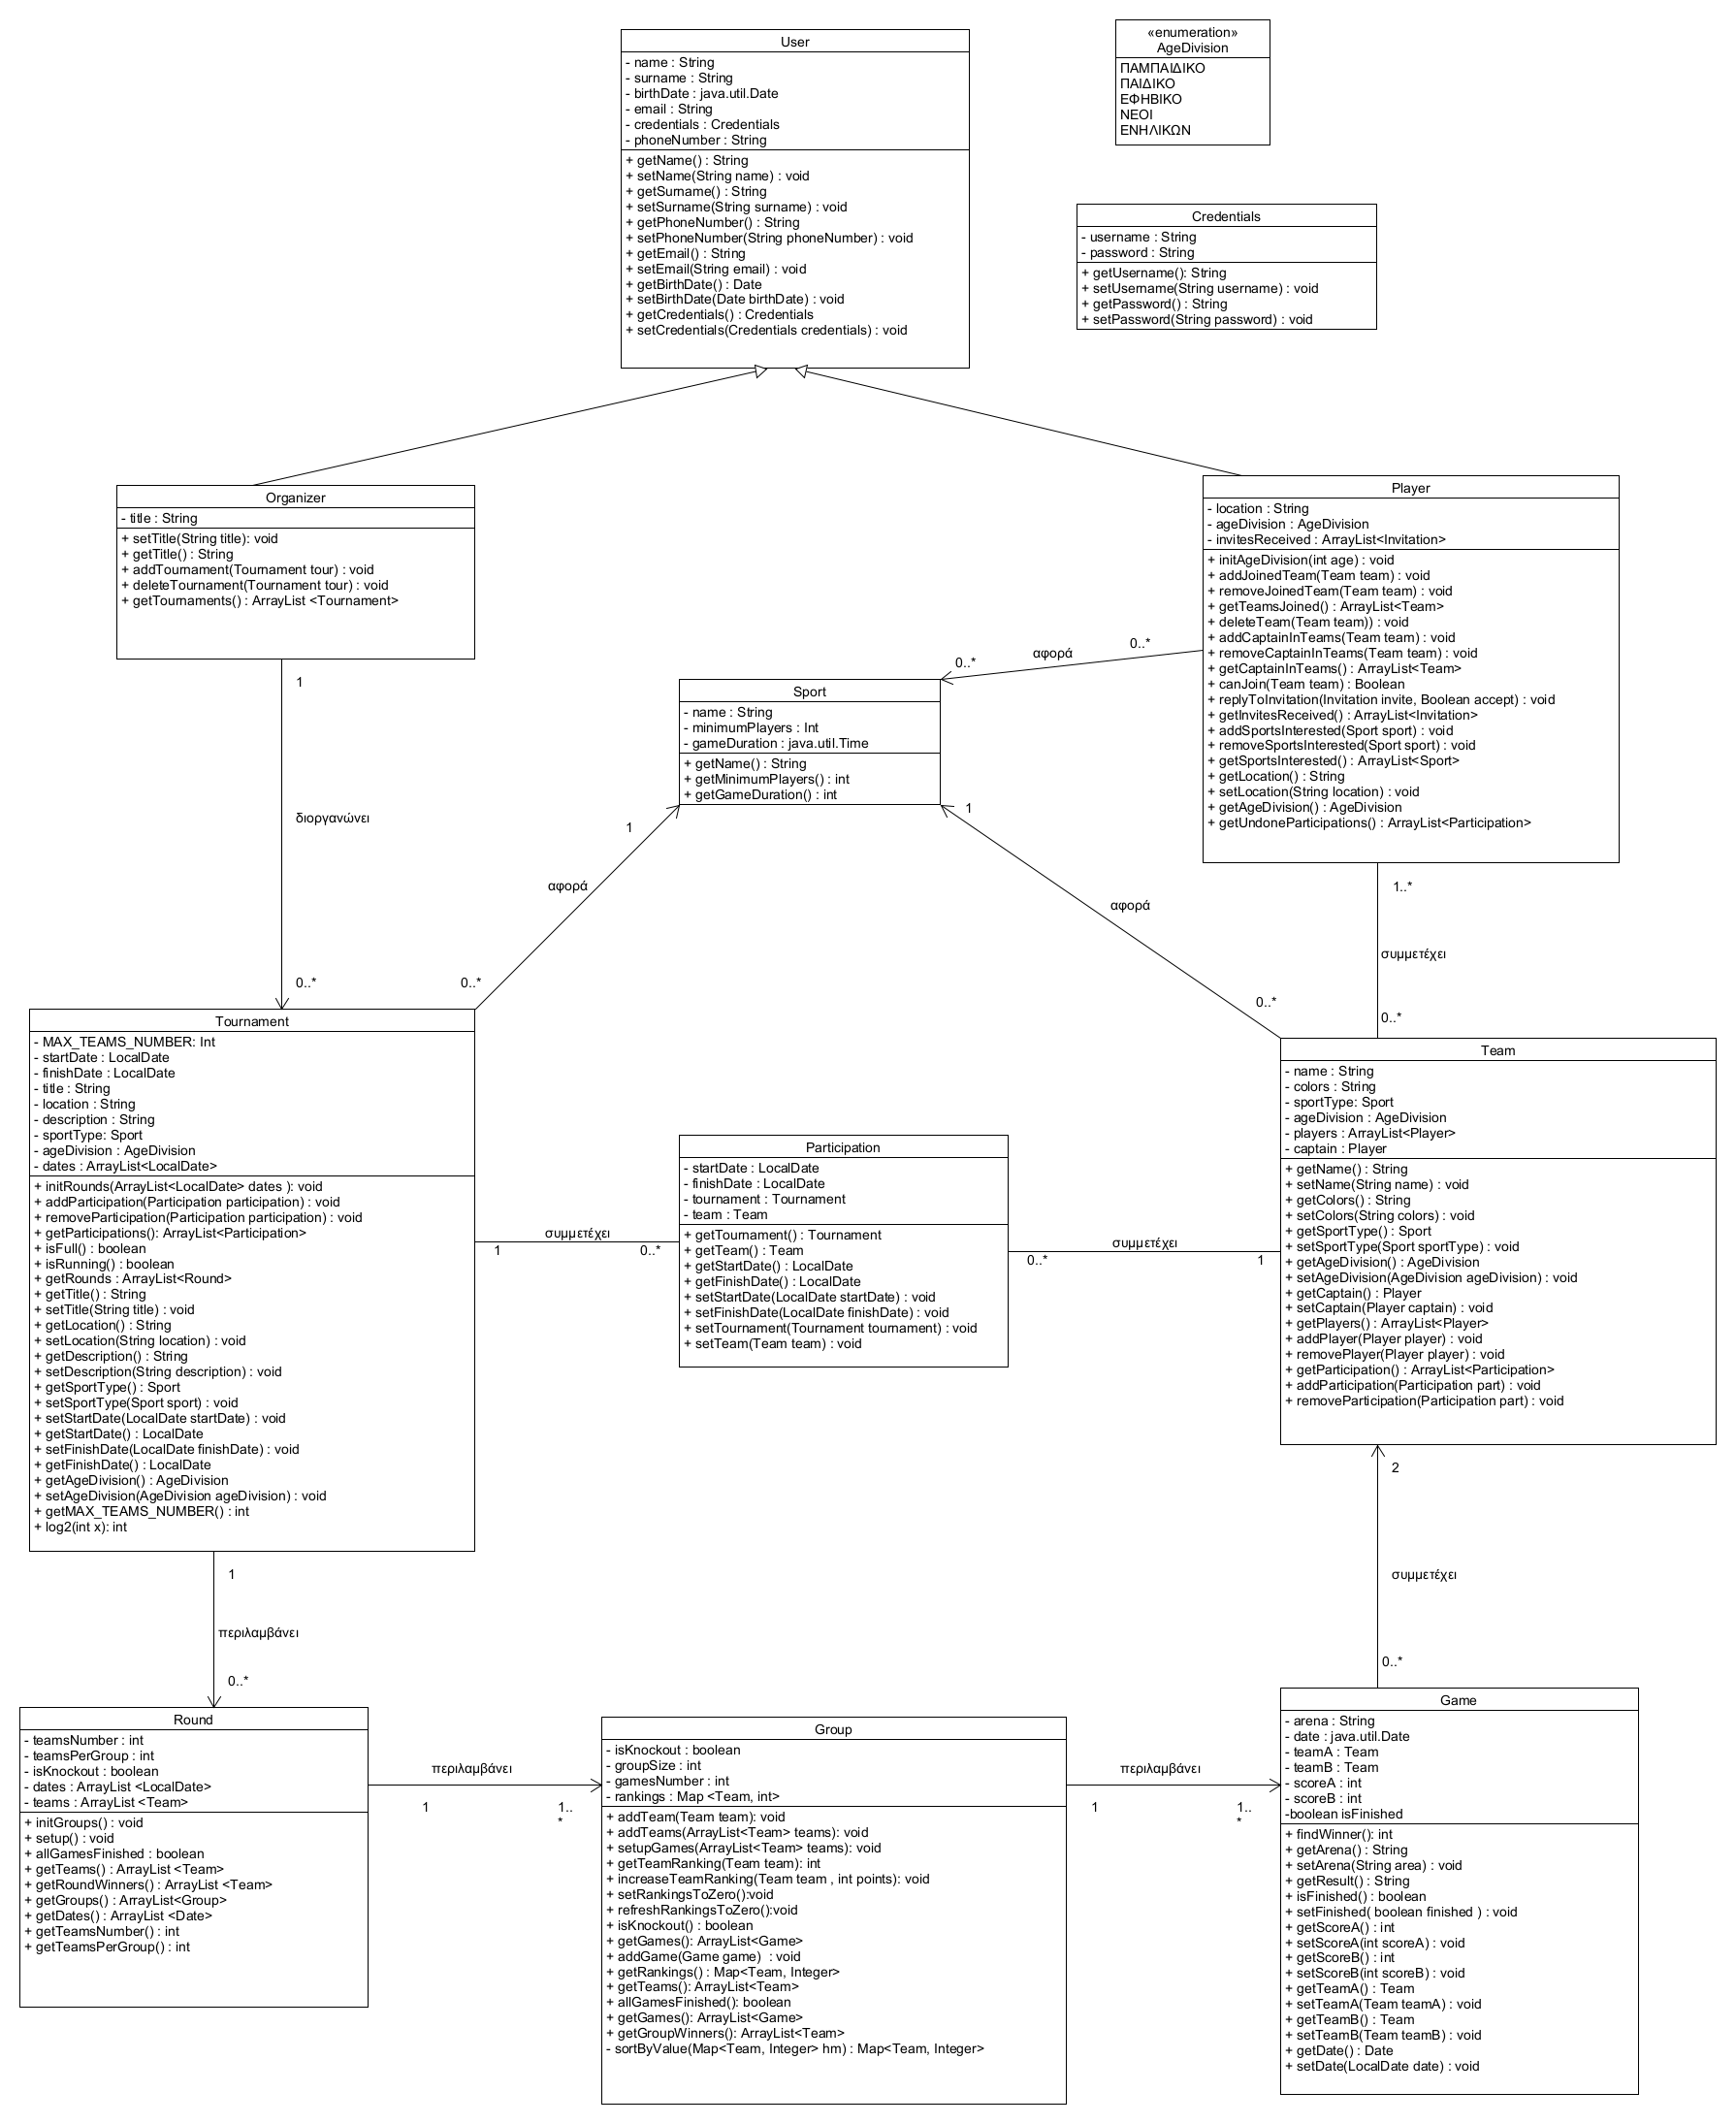 User
- name : String
- surname : String
- birthDate : java.util.Date
- email : String
- credentials : Credentials
- phoneNumber : String
+ getName() : String
+ setName(String name) : void
+ getSurname() : String
+ setSurname(String surname) : void
+ getPhoneNumber() : String
+ setPhoneNumber(String phoneNumber) : void
+ getEmail() : String
+ setEmail(String email) : void
+ getBirthDate() : Date
+ setBirthDate(Date birthDate) : void
+ getCredentials() : Credentials
+ setCredentials(Credentials credentials) : void
«enumeration»
AgeDivision
ΠΑΜΠΑΙΔΙΚΟ
ΠΑΙΔΙΚΟ
ΕΦΗΒΙΚΟ
ΝΕΟΙ
ΕΝΗΛΙΚΩΝ
Credentials
- username : String
- password : String
+ getUsername(): String
+ setUsername(String username) : void
+ getPassword() : String
+ setPassword(String password) : void
Organizer
- title : String
+ setTitle(String title): void
+ getTitle() : String
+ addTournament(Tournament tour) : void
+ deleteTournament(Tournament tour) : void
+ getTournaments() : ArrayList <Tournament>
Player
- location : String
- ageDivision : AgeDivision
- invitesReceived : ArrayList<Invitation>
+ initAgeDivision(int age) : void
+ addJoinedTeam(Team team) : void
+ removeJoinedTeam(Team team) : void
+ getTeamsJoined() : ArrayList<Team>
+ deleteTeam(Team team)) : void
+ addCaptainInTeams(Team team) : void
+ removeCaptainInTeams(Team team) : void
+ getCaptainInTeams() : ArrayList<Team>
+ canJoin(Team team) : Boolean
+ replyToInvitation(Invitation invite, Boolean accept) : void
+ getInvitesReceived() : ArrayList<Invitation>
+ addSportsInterested(Sport sport) : void
+ removeSportsInterested(Sport sport) : void
+ getSportsInterested() : ArrayList<Sport>
+ getLocation() : String
+ setLocation(String location) : void
+ getAgeDivision() : AgeDivision
+ getUndoneParticipations() : ArrayList<Participation>
0..*
αφορά
0..*
Sport
- name : String
- minimumPlayers : Int
- gameDuration : java.util.Time
+ getName() : String
+ getMinimumPlayers() : int
+ getGameDuration() : int
1
διοργανώνει
0..*
1
αφορά
0..*
1
αφορά
0..*
1..*
συμμετέχει
0..*
Tournament
- MAX_TEAMS_NUMBER: Int
- startDate : LocalDate
- finishDate : LocalDate
- title : String
- location : String
- description : String
- sportType: Sport
- ageDivision : AgeDivision
- dates : ArrayList<LocalDate>
+ initRounds(ArrayList<LocalDate> dates ): void
+ addParticipation(Participation participation) : void
+ removeParticipation(Participation participation) : void
+ getParticipations(): ArrayList<Participation>
+ isFull() : boolean
+ isRunning() : boolean
+ getRounds : ArrayList<Round>
+ getTitle() : String
+ setTitle(String title) : void
+ getLocation() : String
+ setLocation(String location) : void
+ getDescription() : String
+ setDescription(String description) : void
+ getSportType() : Sport
+ setSportType(Sport sport) : void
+ setStartDate(LocalDate startDate) : void
+ getStartDate() : LocalDate
+ setFinishDate(LocalDate finishDate) : void
+ getFinishDate() : LocalDate
+ getAgeDivision() : AgeDivision
+ setAgeDivision(AgeDivision ageDivision) : void
+ getMAX_TEAMS_NUMBER() : int
+ log2(int x): int
συμμετέχει
1
0..*
Participation
- startDate : LocalDate
- finishDate : LocalDate
- tournament : Tournament
- team : Team
+ getTournament() : Tournament
+ getTeam() : Team
+ getStartDate() : LocalDate
+ getFinishDate() : LocalDate
+ setStartDate(LocalDate startDate) : void
+ setFinishDate(LocalDate finishDate) : void
+ setTournament(Tournament tournament) : void
+ setTeam(Team team) : void
συμμετέχει
0..*
1
Team
- name : String
- colors : String
- sportType: Sport
- ageDivision : AgeDivision
- players : ArrayList<Player>
- captain : Player
+ getName() : String
+ setName(String name) : void
+ getColors() : String
+ setColors(String colors) : void
+ getSportType() : Sport
+ setSportType(Sport sportType) : void
+ getAgeDivision() : AgeDivision
+ setAgeDivision(AgeDivision ageDivision) : void
+ getCaptain() : Player
+ setCaptain(Player captain) : void
+ getPlayers() : ArrayList<Player>
+ addPlayer(Player player) : void
+ removePlayer(Player player) : void
+ getParticipation() : ArrayList<Participation>
+ addParticipation(Participation part) : void
+ removeParticipation(Participation part) : void
1
περιλαμβάνει
0..*
2
συμμετέχει
0..*
Round
- teamsNumber : int
- teamsPerGroup : int
- isKnockout : boolean
- dates : ArrayList <LocalDate>
- teams : ArrayList <Team>
+ initGroups() : void
+ setup() : void
+ allGamesFinished : boolean
+ getTeams() : ArrayList <Team>
+ getRoundWinners() : ArrayList <Team>
+ getGroups() : ArrayList<Group>
+ getDates() : ArrayList <Date>
+ getTeamsNumber() : int
+ getTeamsPerGroup() : int
περιλαμβάνει
1
1..
*
Group
- isKnockout : boolean
- groupSize : int
- gamesNumber : int
- rankings : Map <Team, int>
+ addTeam(Team team): void
+ addTeams(ArrayList<Team> teams): void
+ setupGames(ArrayList<Team> teams): void
+ getTeamRanking(Team team): int
+ increaseTeamRanking(Team team , int points): void
+ setRankingsToZero():void
+ refreshRankingsToZero():void
+ isKnockout() : boolean
+ getGames(): ArrayList<Game>
+ addGame(Game game) : void
+ getRankings() : Map<Team, Integer>
+ getTeams(): ArrayList<Team>
+ allGamesFinished(): boolean
+ getGames(): ArrayList<Game>
+ getGroupWinners(): ArrayList<Team>
- sortByValue(Map<Team, Integer> hm) : Map<Team, Integer>
περιλαμβάνει
1
1..
*
Game
- arena : String
- date : java.util.Date
- teamA : Team
- teamB : Team
- scoreA : int
- scoreB : int
-boolean isFinished
+ findWinner(): int
+ getArena() : String
+ setArena(String area) : void
+ getResult() : String
+ isFinished() : boolean
+ setFinished( boolean finished ) : void
+ getScoreA() : int
+ setScoreA(int scoreA) : void
+ getScoreB() : int
+ setScoreB(int scoreB) : void
+ getTeamA() : Team
+ setTeamA(Team teamA) : void
+ getTeamB() : Team
+ setTeamB(Team teamB) : void
+ getDate() : Date
+ setDate(LocalDate date) : void